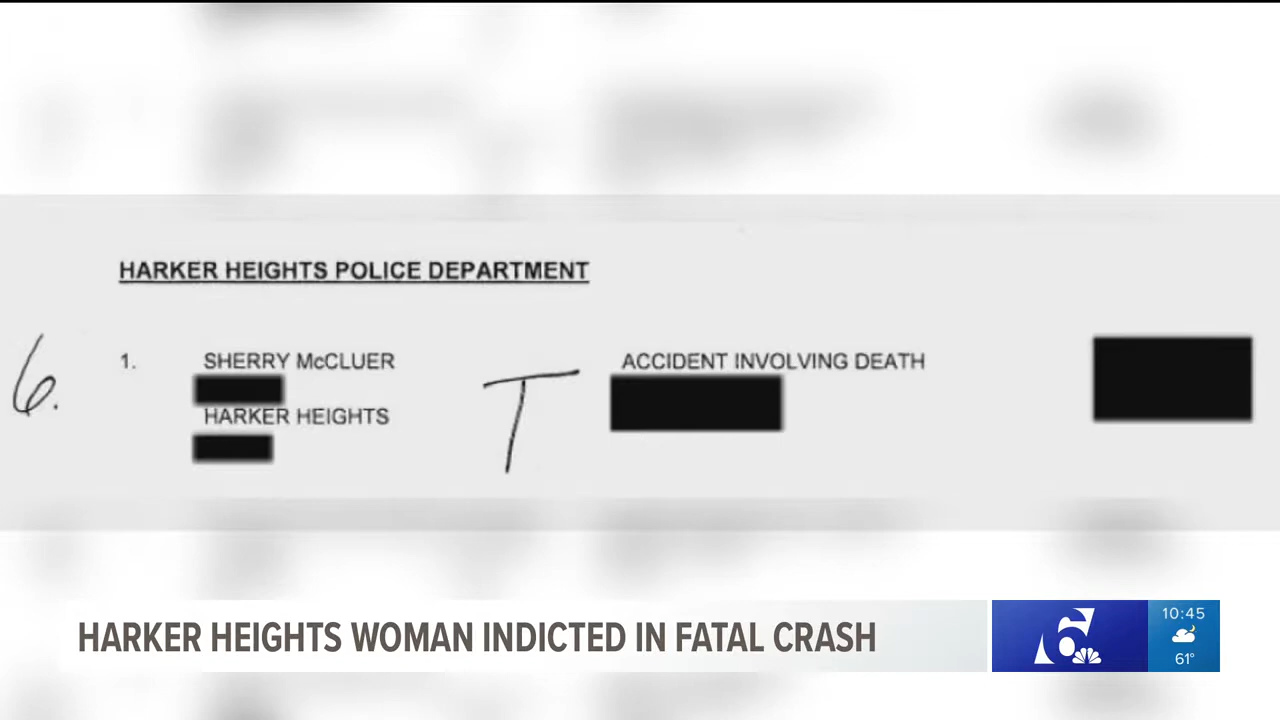 HARKER HEIGHTS POLICE DEPARTMENT
6.
1. SHERRY McCLUER T ACCIDENT INVOLVING DEATH
HARKER HEIGHTS
HARKER HEIGHTS WOMAN INDICTED IN FATAL CRASH
6
10:45
61°